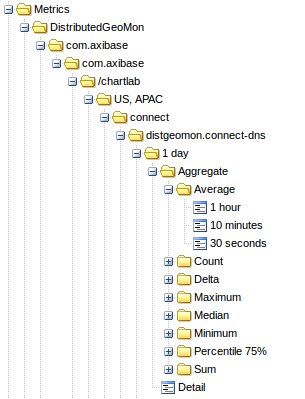 Metrics
DistributedGeoMon
com.axibase
com.axibase
/chartlab
US, APAC
connect
distgeomon.connect-dns
1 day
Aggregate
Average
1 hour
10 minutes
30 seconds
Count
Delta
Maximum
Median
Minimum
Percentile 75%
Sum
Detail